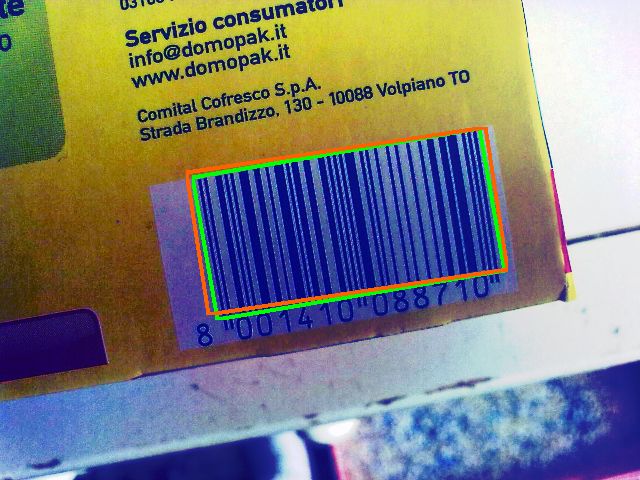 Servizio consumatori
info@domopak.it
www.domopak.it
Comital Cofresco S.p.A.
Strada Brandizzo, 130 - 10088 Volpiano TO
8 "001410"088710"